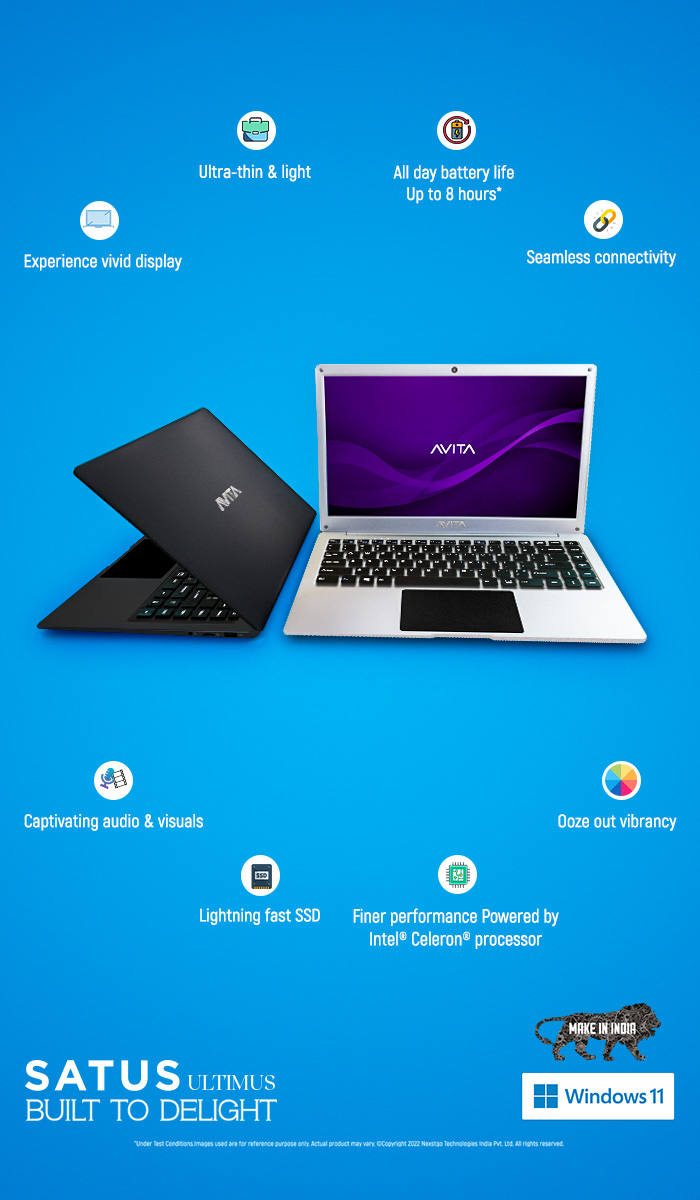 Ultra-thin & light
All day battery life
Up to 8 hours*
Experience vivid display
Seamless connectivity
AVITA
AVITA
AVITA
Captivating audio & visuals
Ooze out vibrancy
SSD
Lightning fast SSD
Finer performance Powered by
Intel® Celeron® processor
MAKE IN INDIA
SATUS ULTIMUS
BUILT TO DELIGHT
Windows 11
*Under Test Conditions.Images used are for reference purpose only. Actual product may vary. ©Copyright 2022 Nexstgo Technologies India Pvt. Ltd. All rights reserved.